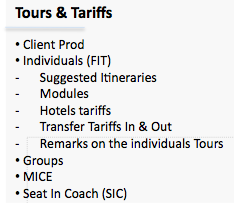 Tours & Tariffs
• Client Prod
• Individuals (FIT)
- Suggested Itineraries
- Modules
- Hotels tariffs
- Transfer Tariffs In & Out
- Remarks on the individuals Tours
• Groups
• MICE
• Seat In Coach (SIC)